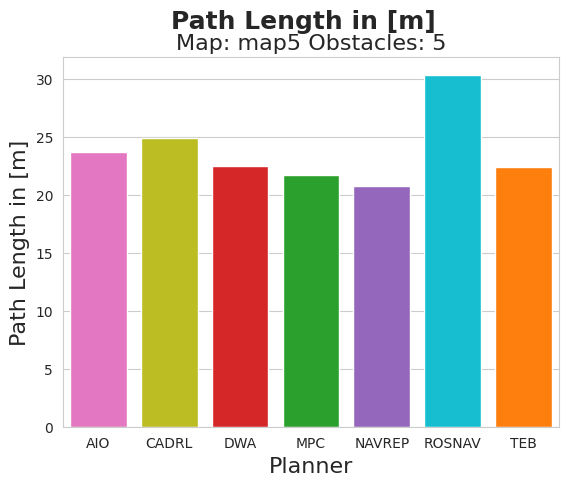 Path Length in [m]
Map: map5 Obstacles: 5
Path Length in [m]
30
25
20
15
10
5
0
AIO CADRL DWA MPC NAVREP ROSNAV TEB
Planner